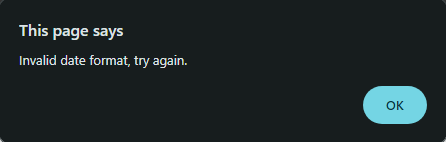 This page says
Invalid date format, try again.
OK